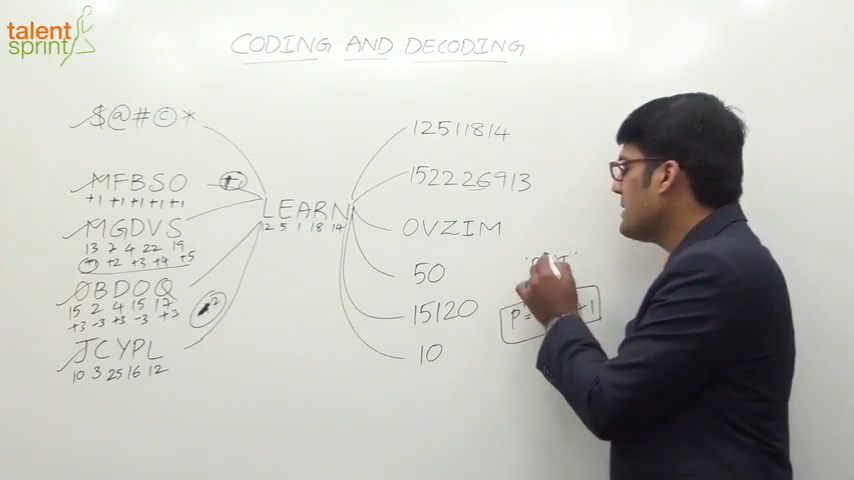 talent
sprint
CODING AND DECODING
$@#©*
MFBSO
+1 +1 +1 +1 +1
MGDVS
13 7 4 22 19
+2 +3 +4 +5
OBDOQ
15 2 4 15 17
+3 -3 +3 -3 +3
JCYPL
10 3 25 16 12
LEARN
12 5 1 18 14
12511814
152226913
OVZIM
50
15120
10
P=
+1